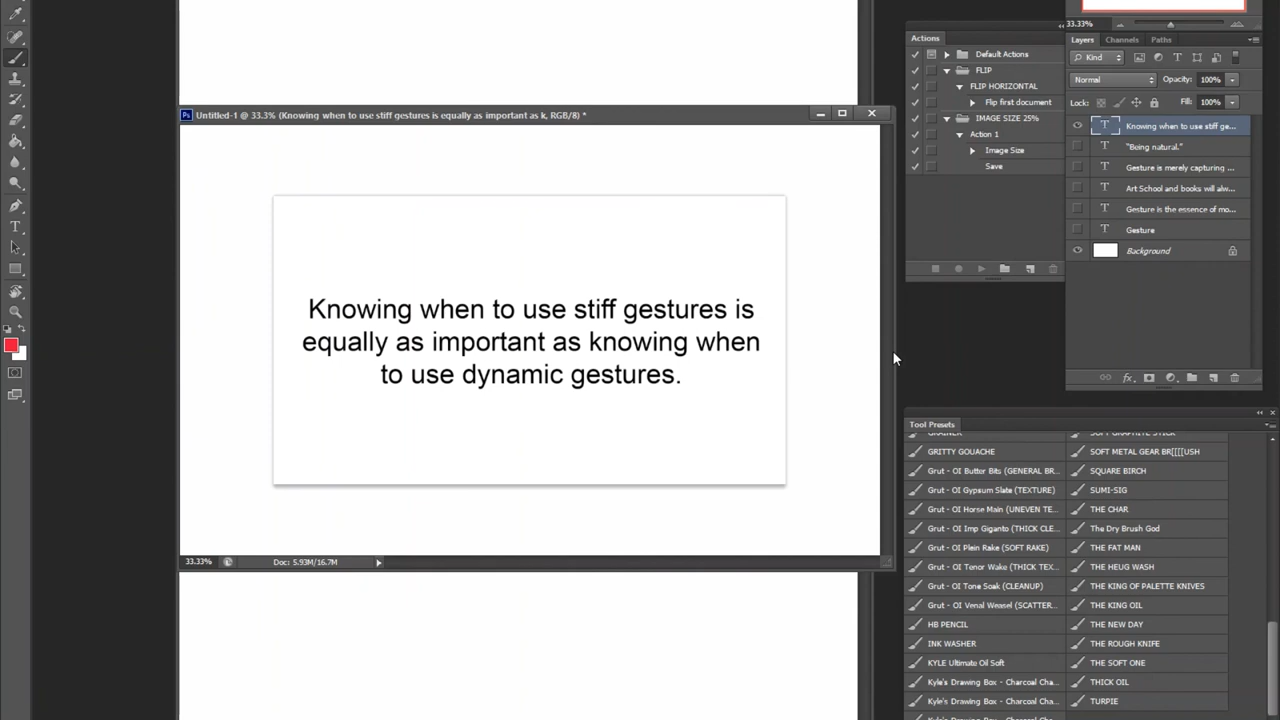 33.33%
Actions
Layers Channels Paths
Default Actions
Kind
FLIP
FLIP HORIZONTAL
Normal Opacity: 100%
Flip first document
Lock: Fill: 100%
IMAGE SIZE 25%
Untitled-1 @ 33.3% (Knowing when to use stiff gestures is equally as important as k, RGB/8) *
Knowing when to use stiff ge...
Action 1
"Being natural."
Image Size
Save
Gesture is merely capturing ...
Art School and books will alw...
Gesture is the essence of mo...
Gesture
Background
Knowing when to use stiff gestures is
equally as important as knowing when
to use dynamic gestures.
Tool Presets
GRITTY GOUACHE
SOFT METAL GEAR BR[[[[USH
Grut - OI Butter Bits (GENERAL BR...
SQUARE BIRCH
Grut - OI Gypsum Slate (TEXTURE)
SUMI-SIG
Grut - OI Horse Main (UNEVEN TE...
THE CHAR
Grut - OI Imp Giganto (THICK CLE...
The Dry Brush God
Grut - OI Plein Rake (SOFT RAKE)
THE FAT MAN
Grut - OI Tenor Wake (THICK TEX...
THE HEUG WASH
Grut - OI Tone Soak (CLEANUP)
THE KING OF PALETTE KNIVES
Grut - OI Venal Weasel (SCATTER...
THE KING OIL
HB PENCIL
THE NEW DAY
INK WASHER
THE ROUGH KNIFE
KYLE Ultimate Oil Soft
THE SOFT ONE
Kyle's Drawing Box - Charcoal Cha...
THICK OIL
Kyle's Drawing Box - Charcoal Cha...
TURPIE
33.33% Doc: 5.93M/16.7M